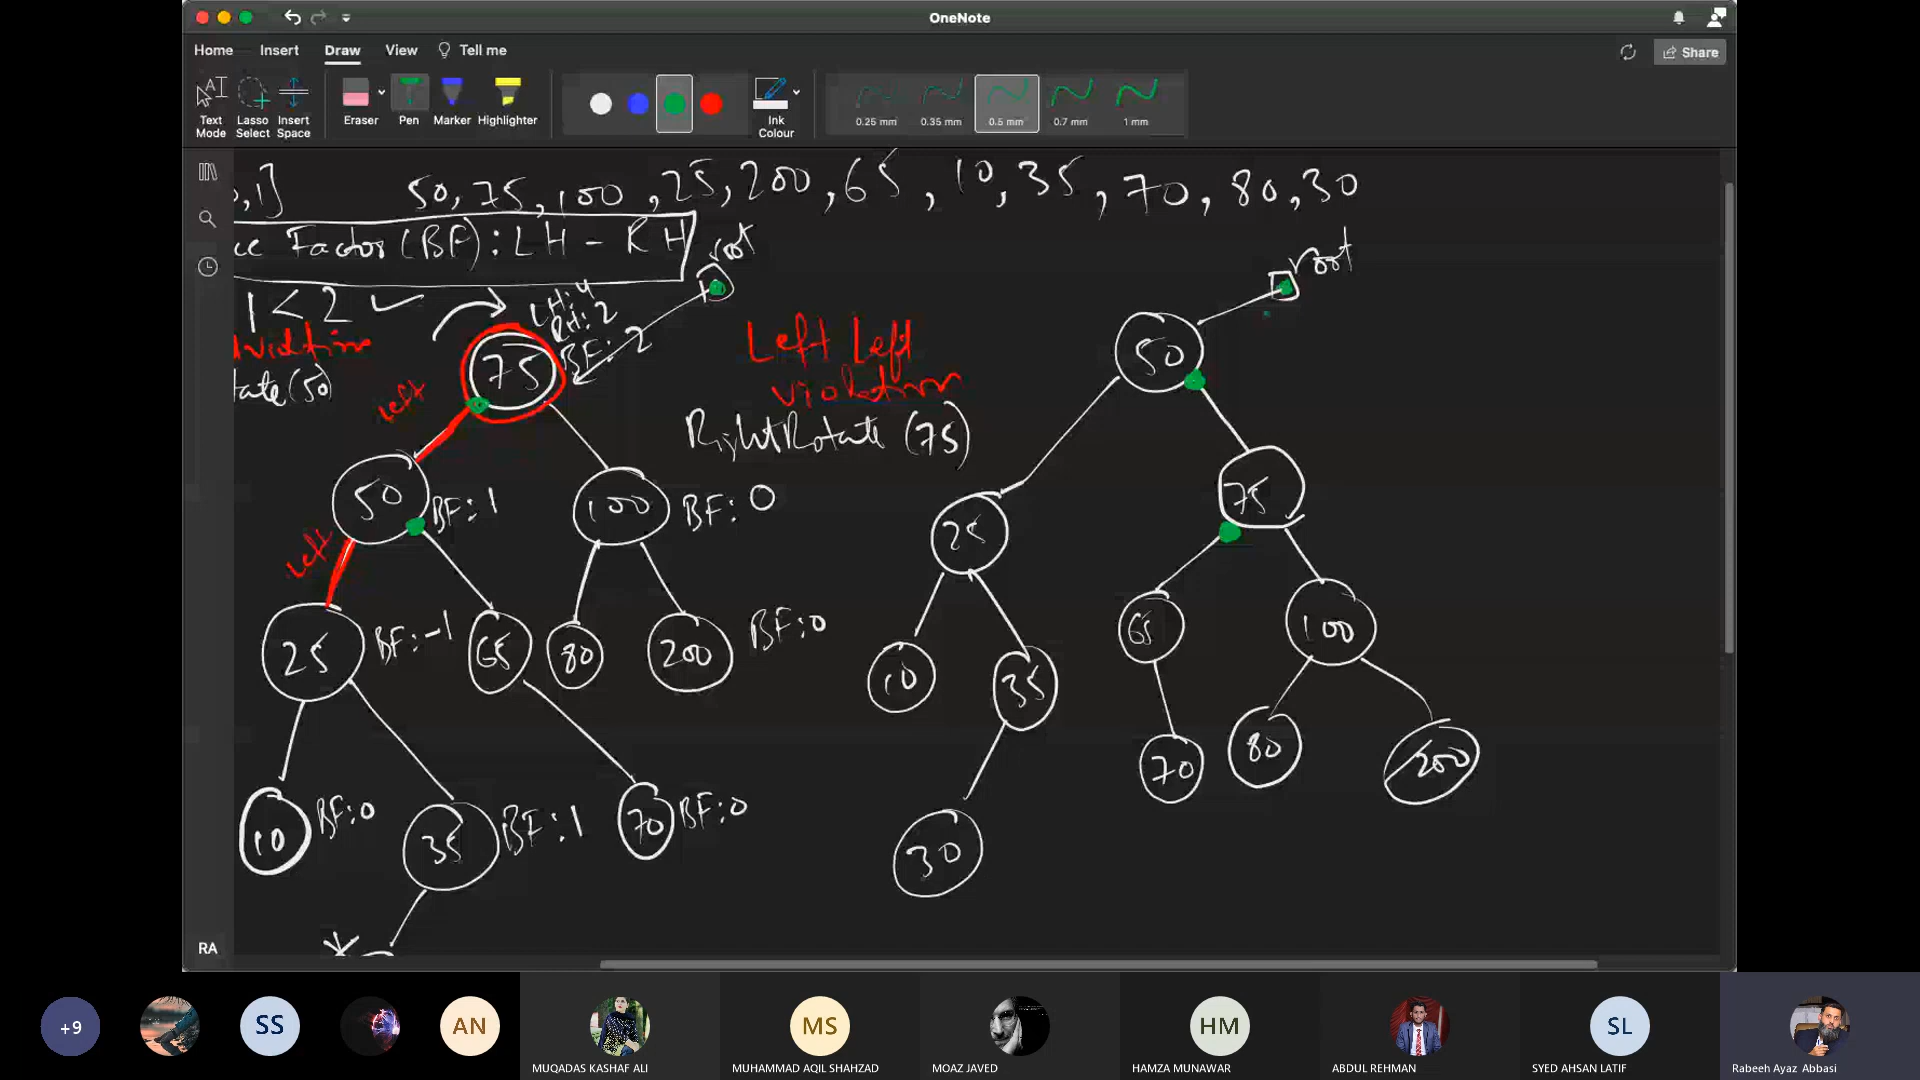 OneNote
Home Insert Draw View Tell me
Share
Text Mode
Lasso Select
Insert Space
Eraser
Pen
Marker
Highlighter
Ink Colour
0.25 mm
0.35 mm
0.5 mm
0.7 mm
1 mm
,1] 50, 75, 100, 25, 200, 65, 10, 35, 70, 80, 30
ce Factor (BF): LH - RH
root
root
1 < 2
LH: 4
RH: 2
BF: 2
tate (50)
75
left
Left Left
violation
RightRotate (75)
50
50 BF: 1
100 BF: 0
75
left
25
25 BF: -1
65
80
200 BF: 0
65
100
10
35
10 BF: 0
35 BF: 1
70 BF: 0
70
80
200
30
RA
+9
SS
AN
MS
HM
SL
MUQADAS KASHAF ALI
MUHAMMAD AQIL SHAHZAD
MOAZ JAVED
HAMZA MUNAWAR
ABDUL REHMAN
SYED AHSAN LATIF
Rabeeh Ayaz Abbasi